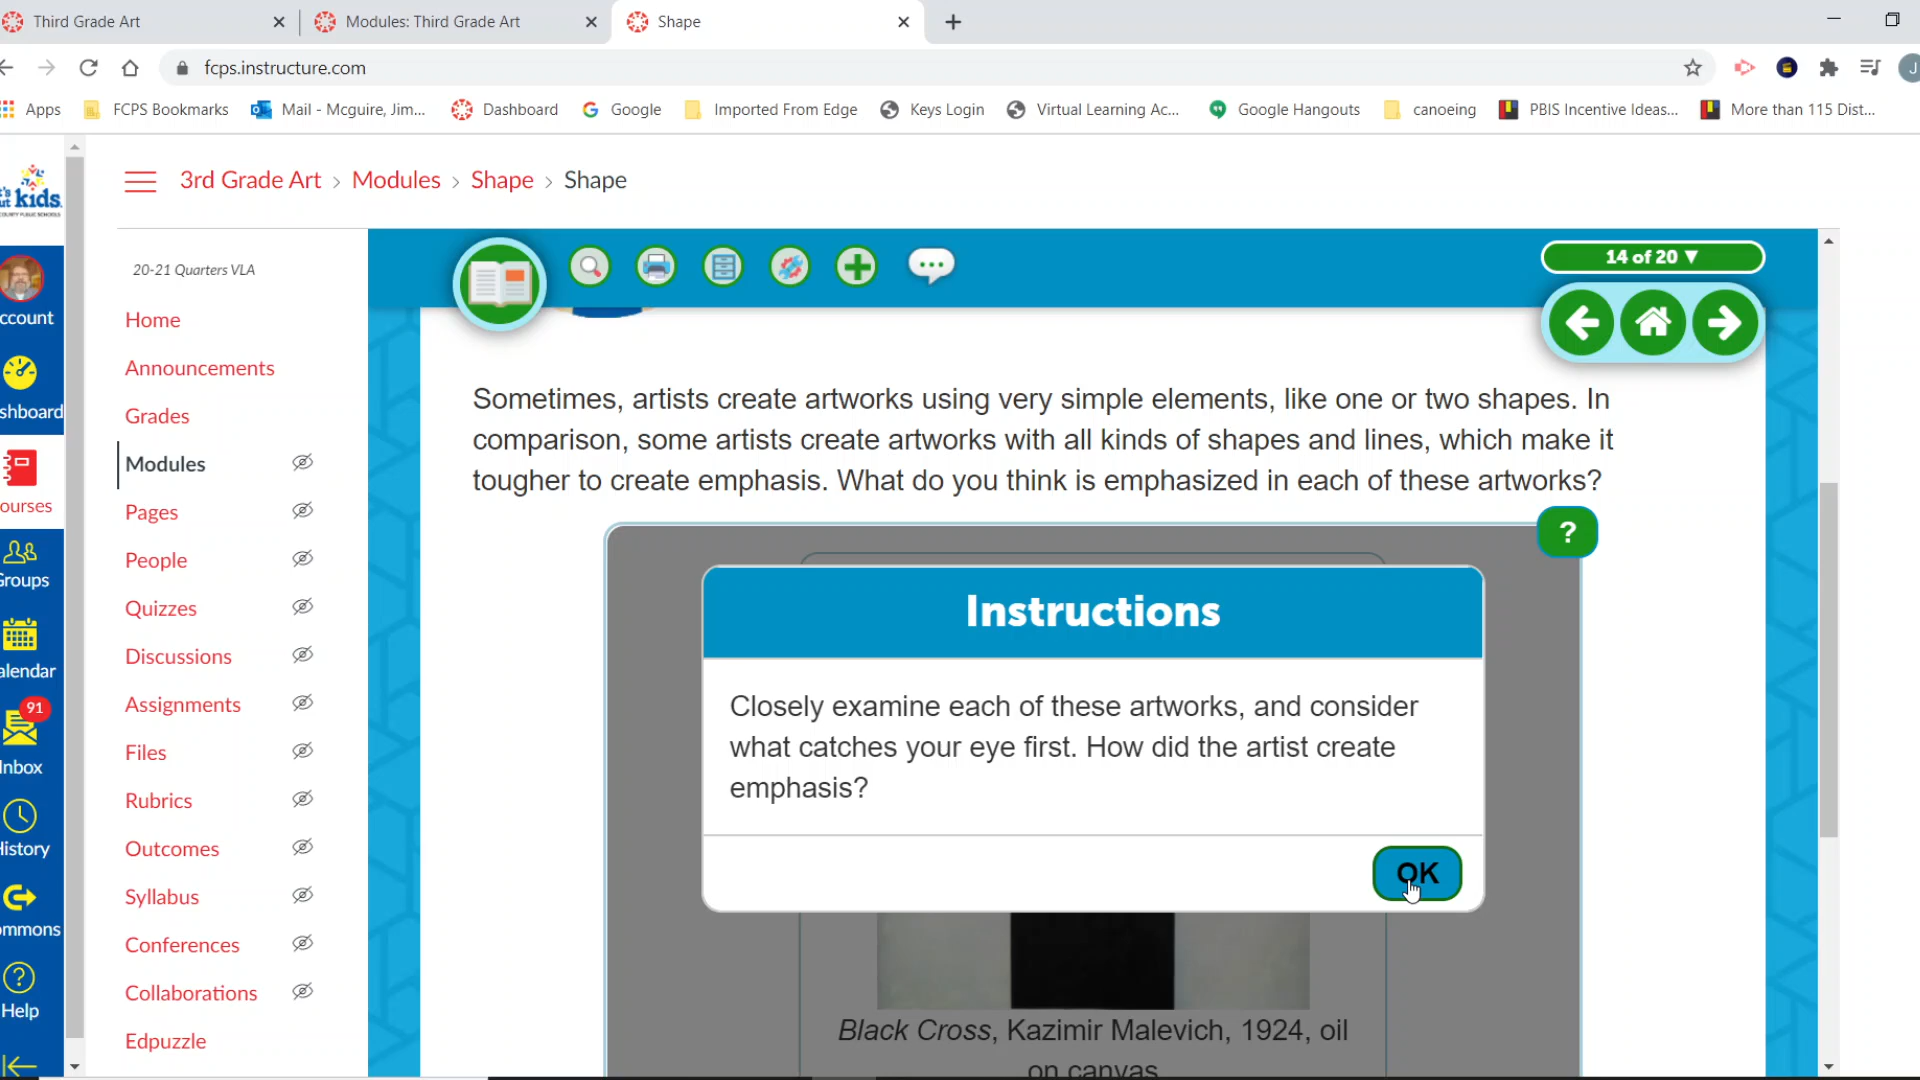 Third Grade Art
Modules: Third Grade Art
Shape
fcps.instructure.com
J
Apps
FCPS Bookmarks
Mail - Mcguire, Jim...
Dashboard
Google
Imported From Edge
Keys Login
Virtual Learning Ac...
Google Hangouts
canoeing
PBIS Incentive Ideas...
More than 115 Dist...
3rd Grade Art > Modules > Shape > Shape
kids.
ccount
shboard
ourses
Groups
alendar
91
nbox
History
ommons
Help
20-21 Quarters VLA
Home
Announcements
Grades
Modules
Pages
People
Quizzes
Discussions
Assignments
Files
Rubrics
Outcomes
Syllabus
Conferences
Collaborations
Edpuzzle
14 of 20 ▼
Sometimes, artists create artworks using very simple elements, like one or two shapes. In
comparison, some artists create artworks with all kinds of shapes and lines, which make it
tougher to create emphasis. What do you think is emphasized in each of these artworks?
?
Instructions
Closely examine each of these artworks, and consider
what catches your eye first. How did the artist create
emphasis?
OK
Black Cross, Kazimir Malevich, 1924, oil
on canvas